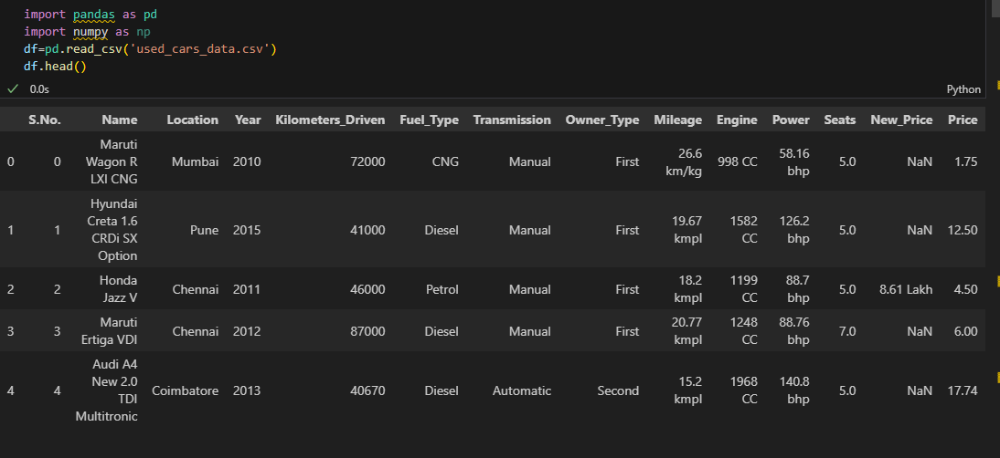 import pandas as pd
import numpy as np
df=pd.read_csv('used_cars_data.csv')
df.head()
0.0s
Python
S.No. Name Location Year Kilometers_Driven Fuel_Type Transmission Owner_Type Mileage Engine Power Seats New_Price Price
0 0 Maruti Wagon R LXI CNG Mumbai 2010 72000 CNG Manual First 26.6 km/kg 998 CC 58.16 bhp 5.0 NaN 1.75
1 1 Hyundai Creta 1.6 CRDi SX Option Pune 2015 41000 Diesel Manual First 19.67 kmpl 1582 CC 126.2 bhp 5.0 NaN 12.50
2 2 Honda Jazz V Chennai 2011 46000 Petrol Manual First 18.2 kmpl 1199 CC 88.7 bhp 5.0 8.61 Lakh 4.50
3 3 Maruti Ertiga VDI Chennai 2012 87000 Diesel Manual First 20.77 kmpl 1248 CC 88.76 bhp 7.0 NaN 6.00
4 4 Audi A4 New 2.0 TDI Multitronic Coimbatore 2013 40670 Diesel Automatic Second 15.2 kmpl 1968 CC 140.8 bhp 5.0 NaN 17.74